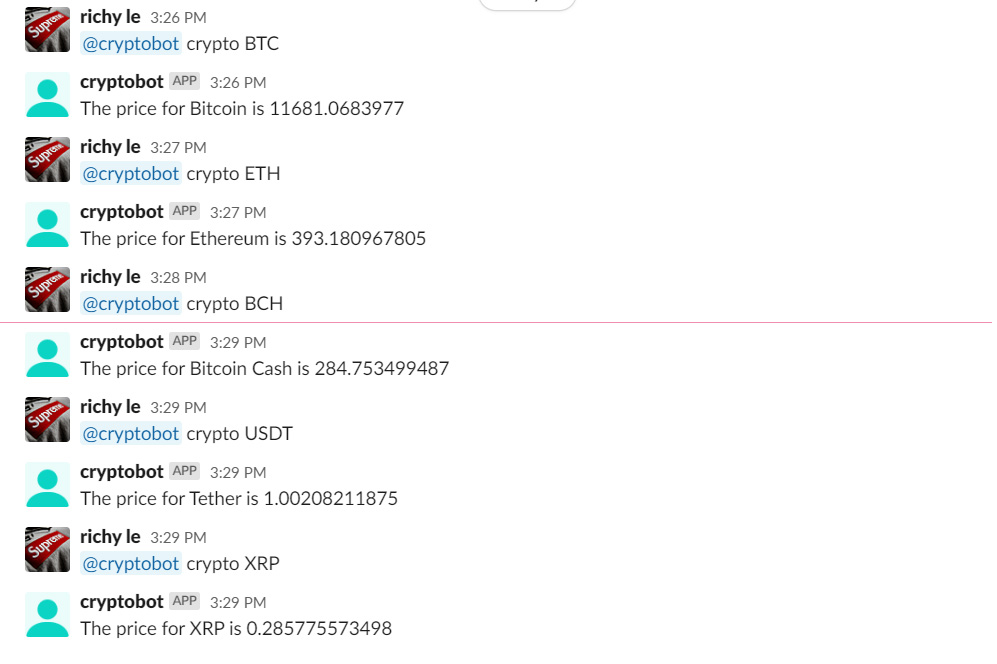 richy le 3:26 PM
@cryptobot crypto BTC
cryptobot APP 3:26 PM
The price for Bitcoin is 11681.0683977
Supreme
richy le 3:27 PM
@cryptobot crypto ETH
cryptobot APP 3:27 PM
The price for Ethereum is 393.180967805
Supreme
richy le 3:28 PM
@cryptobot crypto BCH
cryptobot APP 3:29 PM
The price for Bitcoin Cash is 284.753499487
Supreme
richy le 3:29 PM
@cryptobot crypto USDT
cryptobot APP 3:29 PM
The price for Tether is 1.00208211875
Supreme
richy le 3:29 PM
@cryptobot crypto XRP
cryptobot APP 3:29 PM
The price for XRP is 0.285775573498